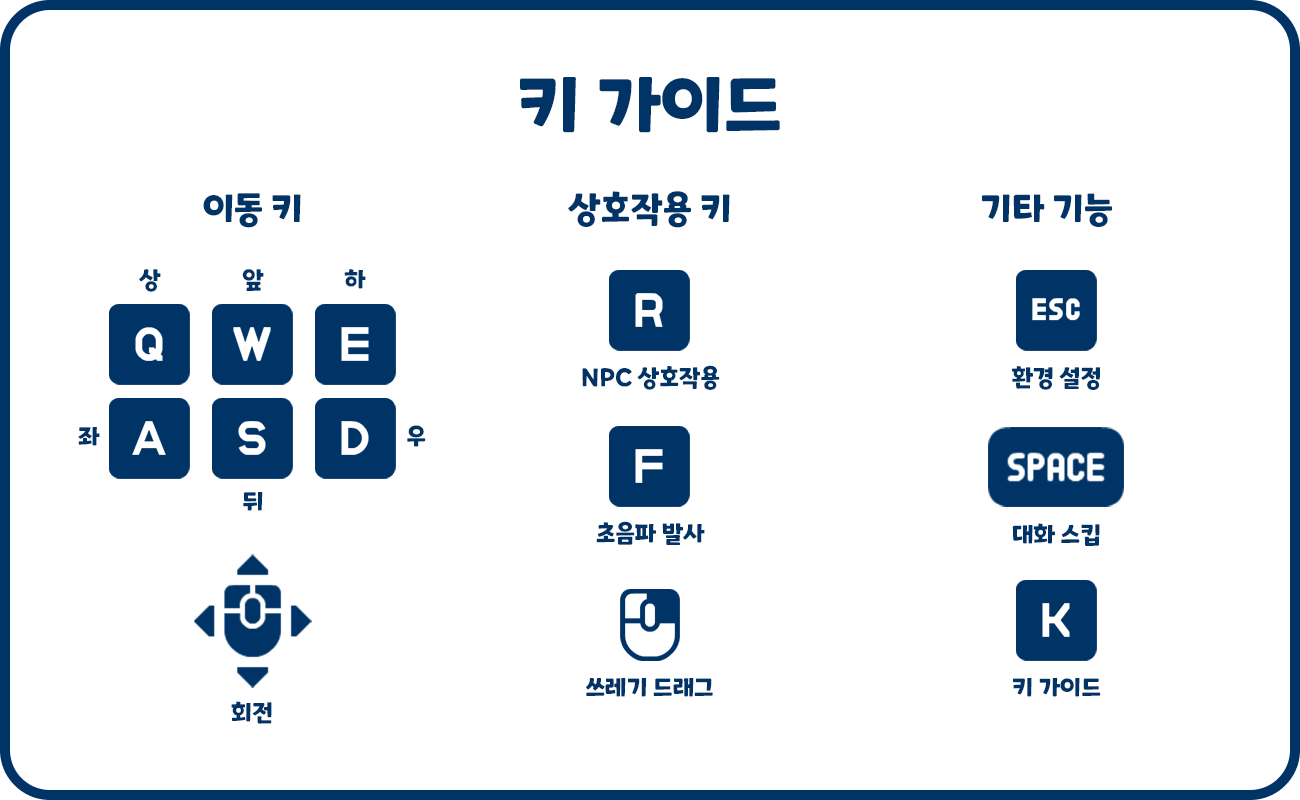 키 가이드
이동 키
상 앞 하
Q W E
좌 A S D 우
뒤
회전
상호작용 키
R
NPC 상호작용
F
초음파 발사
쓰레기 드래그
기타 기능
ESC
환경 설정
SPACE
대화 스킵
K
키 가이드